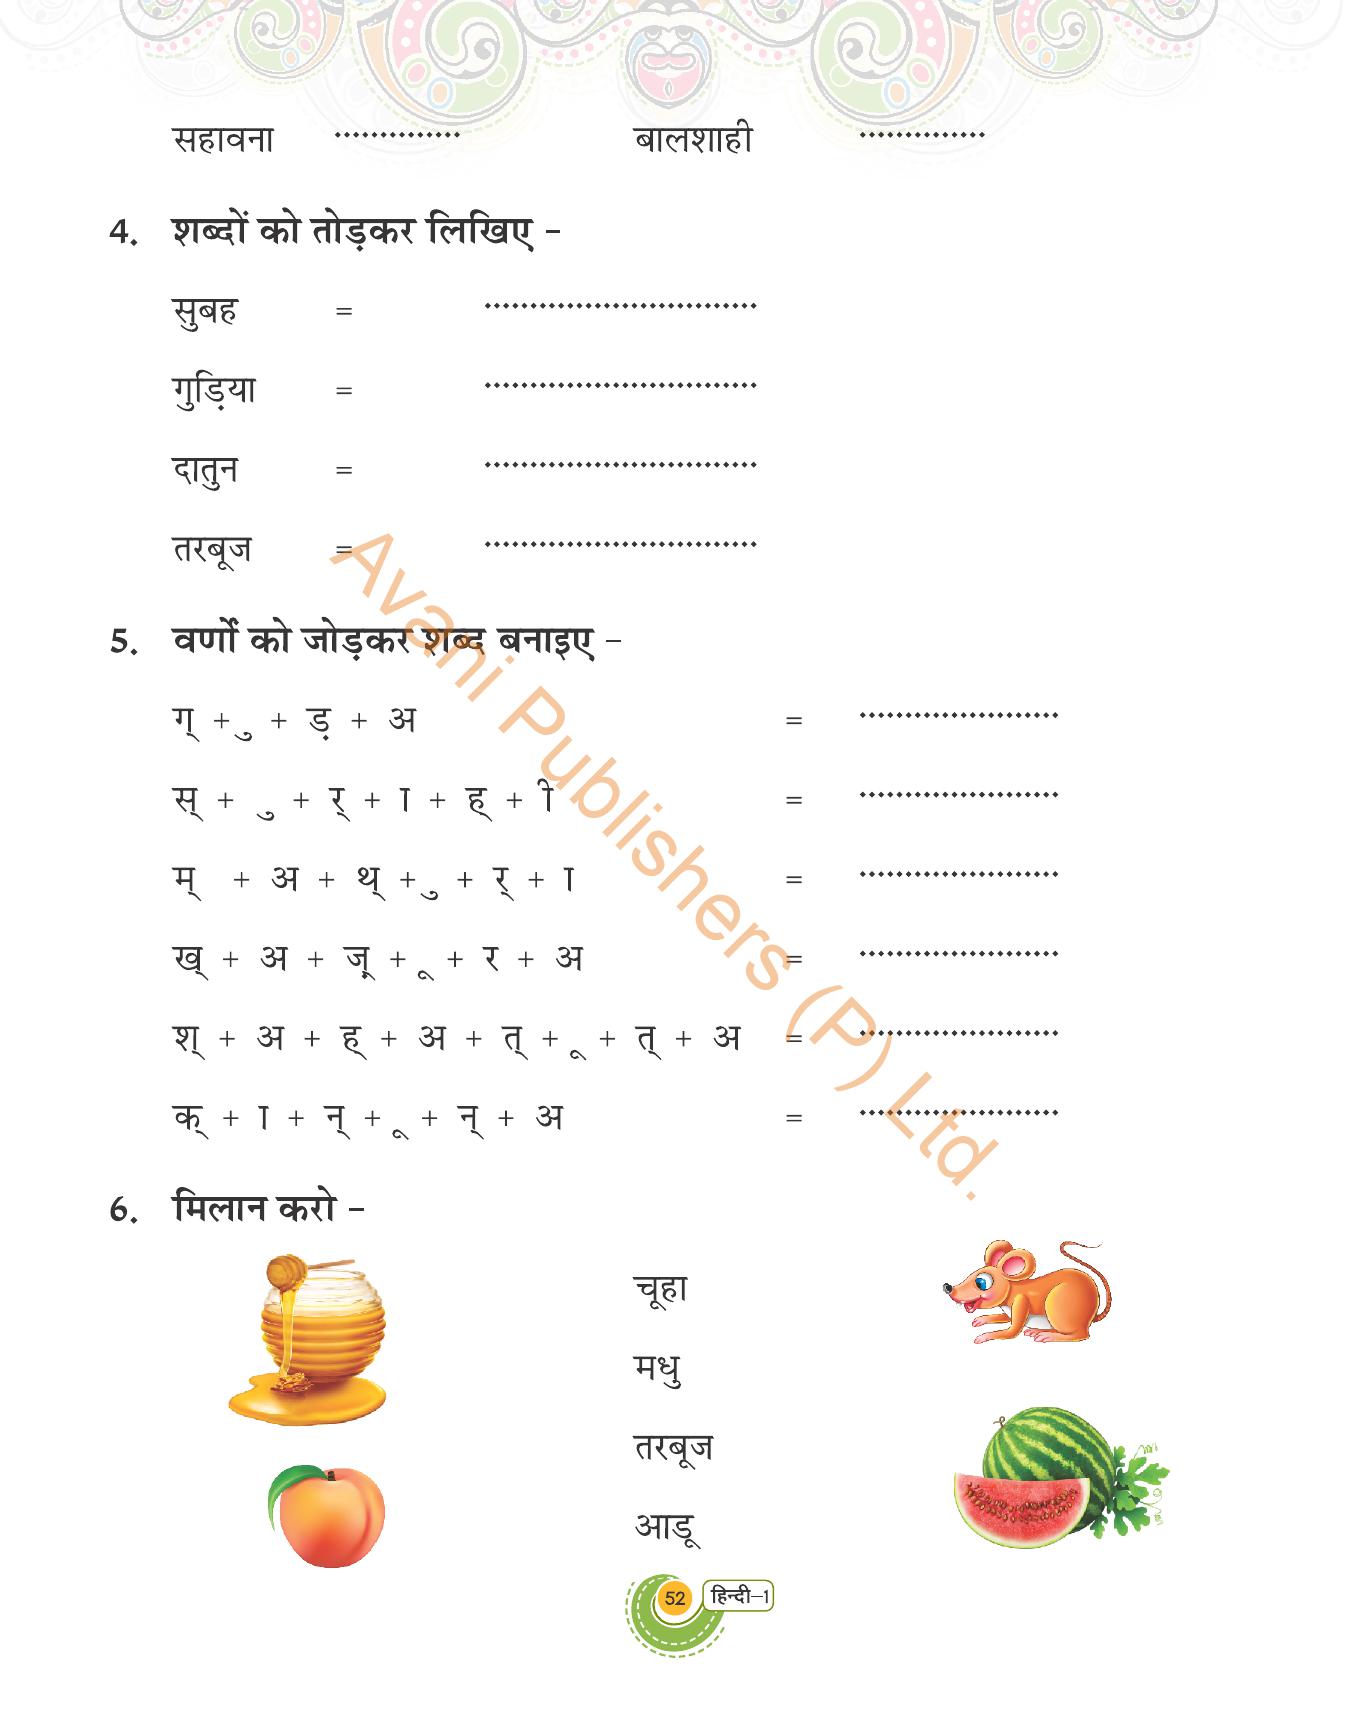 सहावना ............... बालशाही ...............
4. शब्दों को तोड़कर लिखिए –
सुबह = ..............................
गुड़िया = ..............................
दातुन = ..............................
तरबूज = ..............................
5. वर्णों को जोड़कर शब्द बनाइए –
ग् + ु + ड़ + अ = ......................
स् + ु + र् + ा + ह् + ी = ......................
म् + अ + थ् + ु + र् + ा = ......................
ख् + अ + ज़् + ू + र + अ = ......................
श् + अ + ह् + अ + त् + ू + त् + अ = ......................
क् + ा + न् + ू + न् + अ = ......................
6. मिलान करो –
चूहा
मधु
तरबूज
आडू
52 हिन्दी–1
Avani Publishers (P) Ltd.